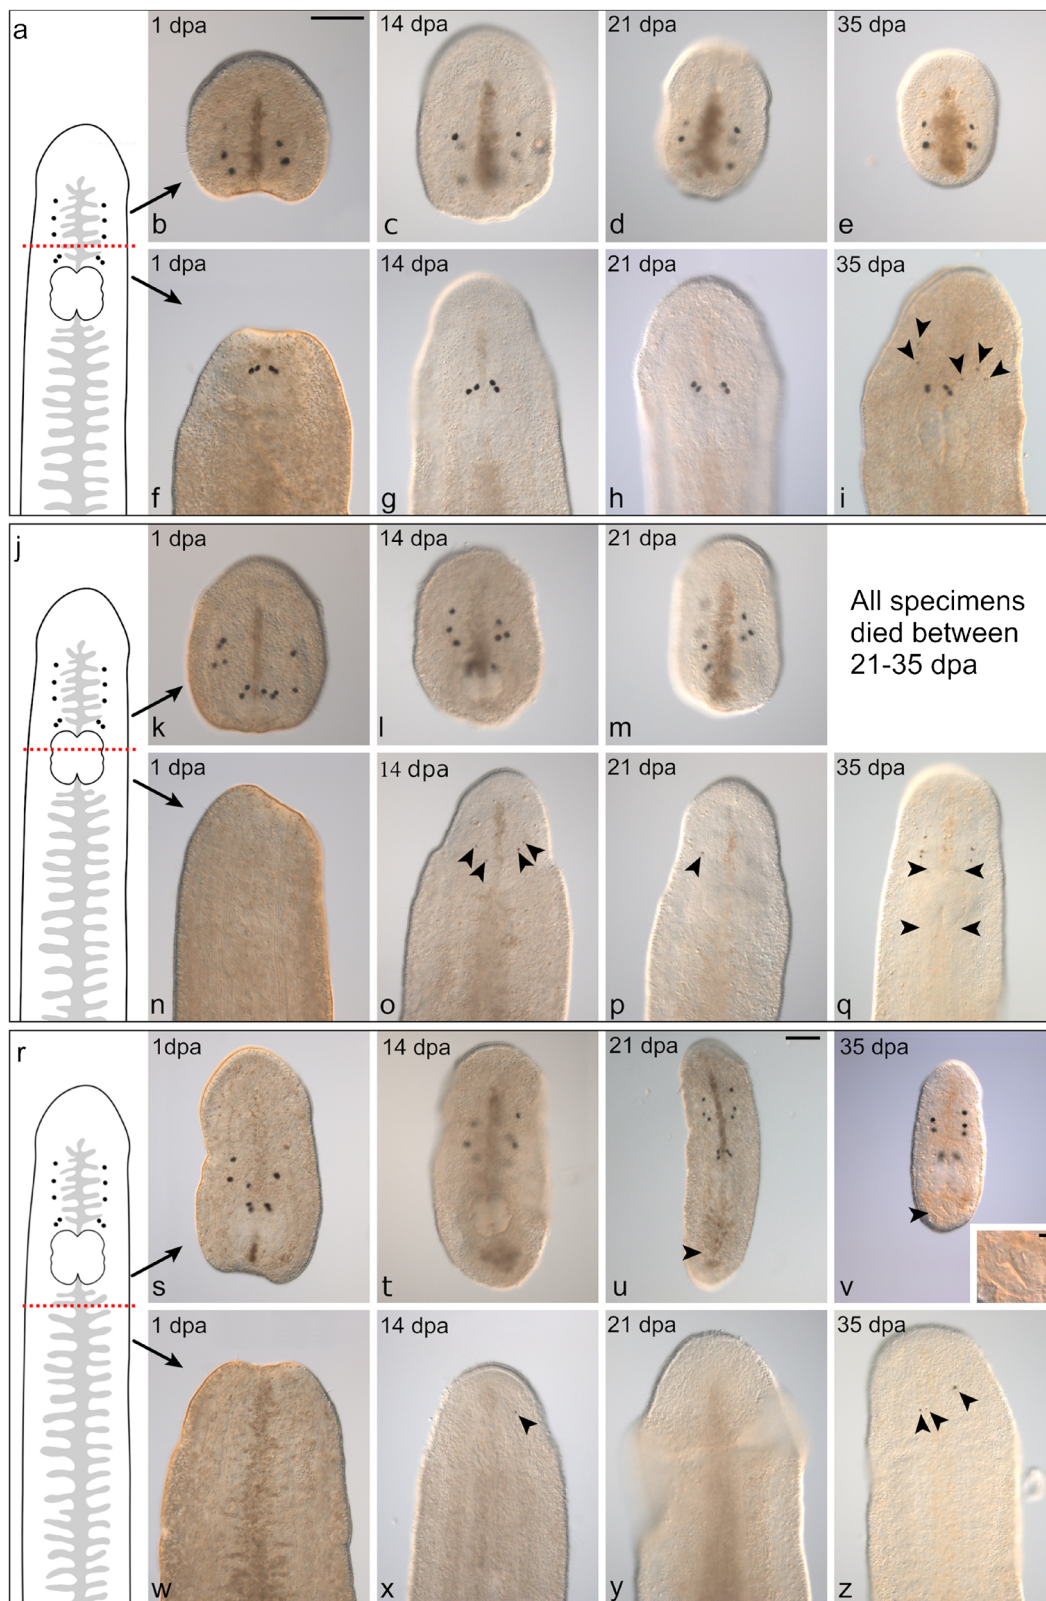 a
1 dpa
14 dpa
21 dpa
35 dpa
b
c
d
e
1 dpa
14 dpa
21 dpa
35 dpa
f
g
h
i
j
1 dpa
14 dpa
21 dpa
All specimens
died between
21-35 dpa
k
l
m
1 dpa
14 dpa
21 dpa
35 dpa
n
o
p
q
r
1dpa
14 dpa
21 dpa
35 dpa
s
t
u
v
1 dpa
14 dpa
21 dpa
35 dpa
w
x
y
z